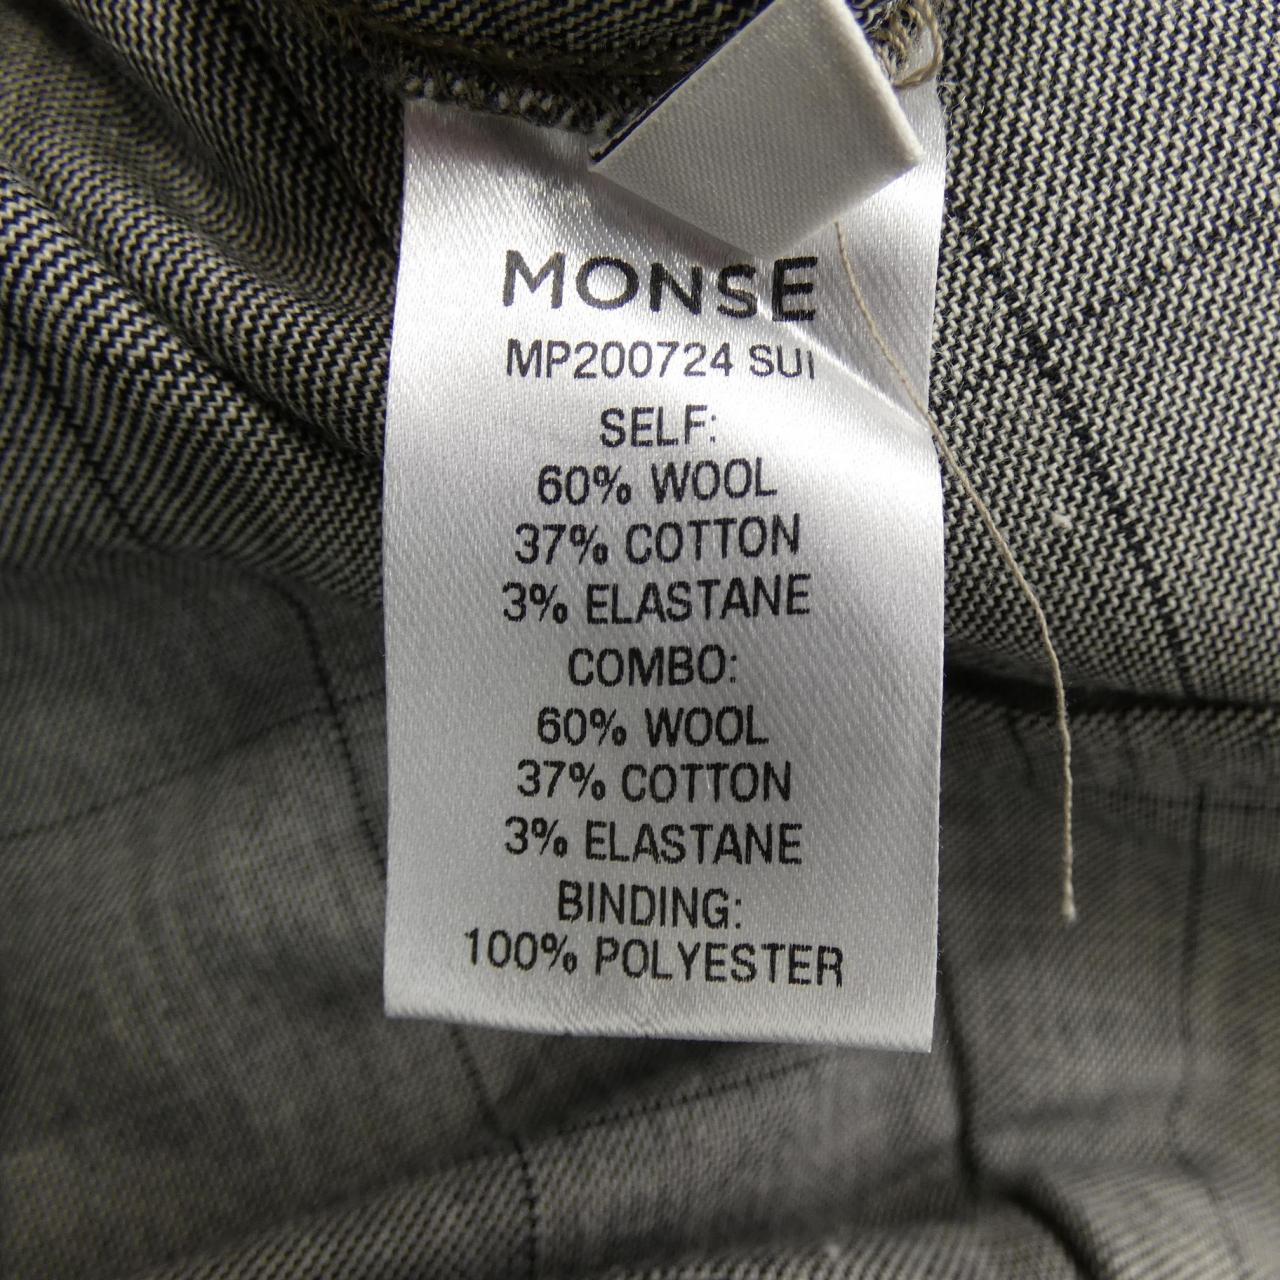 MONSE
MP200724 SUI
SELF:
60% WOOL
37% COTTON
3% ELASTANE
COMBO:
60% WOOL
37% COTTON
3% ELASTANE
BINDING:
100% POLYESTER